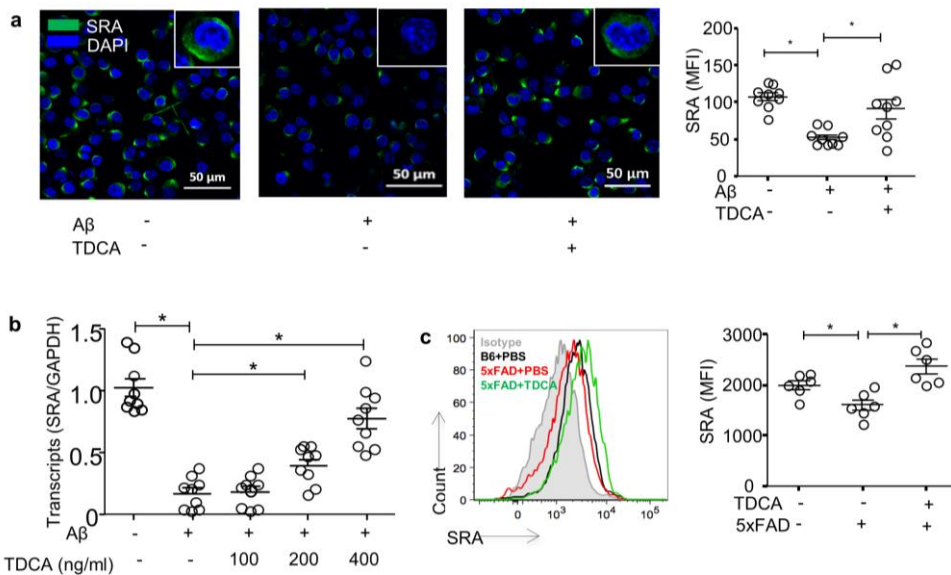 a
SRA
DAPI
50 µm
50 µm
50 µm
Aβ - + +
TDCA - - +
SRA (MFI)
200
150
100
50
0
* *
Aβ - + +
TDCA - - +
b
Transcripts (SRA/GAPDH)
1.5
1.0
0.5
0
* * *
Aβ - + + + +
TDCA (ng/ml) - - 100 200 400
c
Isotype
B6+PBS
5xFAD+PBS
5xFAD+TDCA
Count
100
80
60
40
20
0
0 10³ 10⁴ 10⁵
SRA
SRA (MFI)
3000
2000
1000
0
* *
TDCA - - +
5xFAD - + +